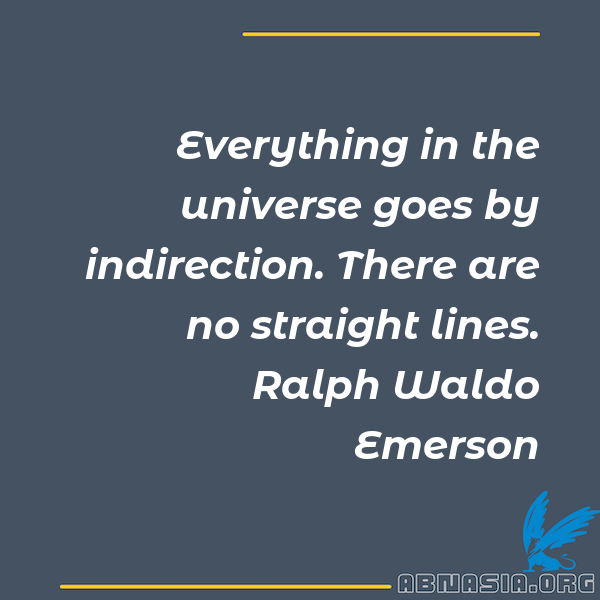 Everything in the
universe goes by
indirection. There are
no straight lines.
Ralph Waldo
Emerson
ABNASIA.ORG